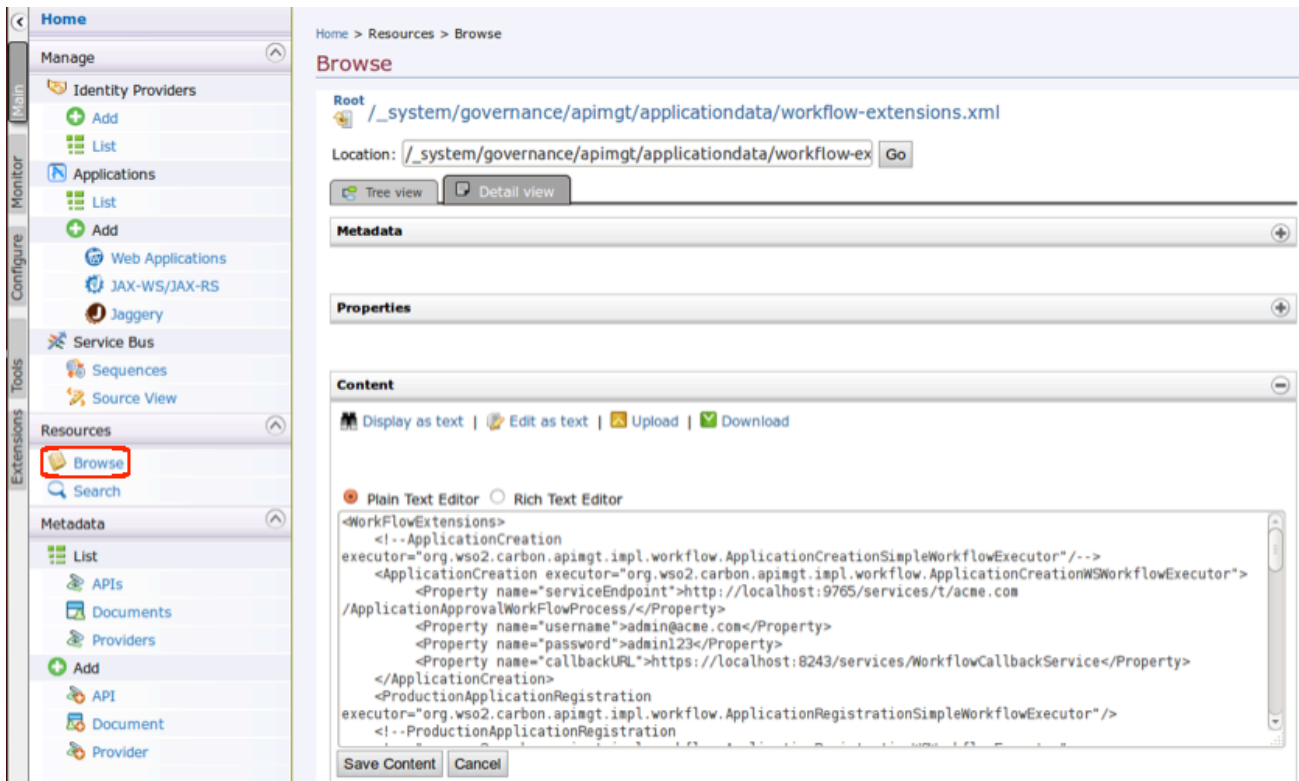 Home
Manage
Identity Providers
Add
List
Applications
List
Add
Web Applications
JAX-WS/JAX-RS
Jaggery
Service Bus
Sequences
Source View
Resources
Browse
Search
Metadata
List
APIs
Documents
Providers
Add
API
Document
Provider
Main
Monitor
Configure
Tools
Extensions
Home > Resources > Browse
Browse
Root /_system/governance/apimgt/applicationdata/workflow-extensions.xml
Location: /_system/governance/apimgt/applicationdata/workflow-ex Go
Tree view Detail view
Metadata
Properties
Content
Display as text | Edit as text | Upload | Download
Plain Text Editor Rich Text Editor
<WorkFlowExtensions>
<!--ApplicationCreation
executor="org.wso2.carbon.apimgt.impl.workflow.ApplicationCreationSimpleWorkflowExecutor"/-->
<ApplicationCreation executor="org.wso2.carbon.apimgt.impl.workflow.ApplicationCreationWSWorkflowExecutor">
<Property name="serviceEndpoint">http://localhost:9765/services/t/acme.com
/ApplicationApprovalWorkFlowProcess/</Property>
<Property name="username">admin@acme.com</Property>
<Property name="password">admin123</Property>
<Property name="callbackURL">https://localhost:8243/services/WorkflowCallbackService</Property>
</ApplicationCreation>
<ProductionApplicationRegistration
executor="org.wso2.carbon.apimgt.impl.workflow.ApplicationRegistrationSimpleWorkflowExecutor"/>
<!--ProductionApplicationRegistration
Save Content Cancel